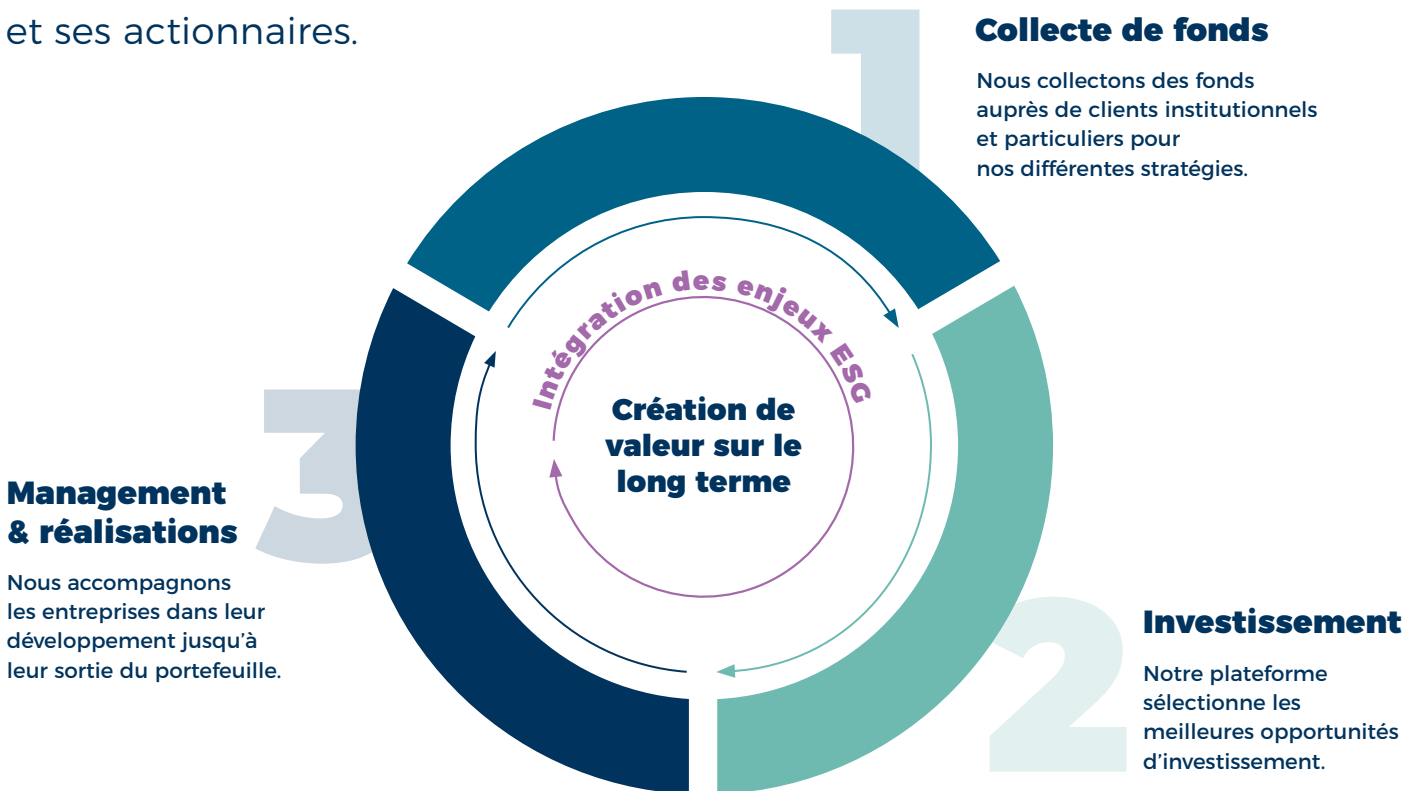 et ses actionnaires.
1
Collecte de fonds
Nous collectons des fonds
auprès de clients institutionnels
et particuliers pour
nos différentes stratégies.
Intégration des enjeux ESG
Création de
valeur sur le
long terme
3
Management
& réalisations
Nous accompagnons
les entreprises dans leur
développement jusqu’à
leur sortie du portefeuille.
2
Investissement
Notre plateforme
sélectionne les
meilleures opportunités
d’investissement.